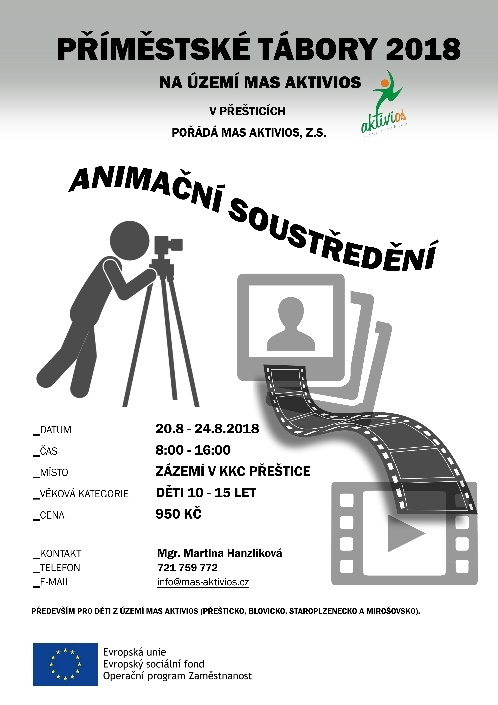 PŘÍMĚSTSKÉ TÁBORY 2018
NA ÚZEMÍ MAS AKTIVIOS
V PŘEŠTICÍCH
POŘÁDÁ MAS AKTIVIOS, Z.S.
aktivios
ANIMAČNÍ SOUSTŘEDĚNÍ
_DATUM 20.8 - 24.8.2018
_ČAS 8:00 - 16:00
_MÍSTO ZÁZEMÍ V KKC PŘEŠTICE
_VĚKOVÁ KATEGORIE DĚTI 10 - 15 LET
_CENA 950 KČ
_KONTAKT Mgr. Martina Hanzlíková
_TELEFON 721 759 772
_E-MAIL info@mas-aktivios.cz
PŘEDEVŠÍM PRO DĚTI Z ÚZEMÍ MAS AKTIVIOS (PŘEŠTICKO, BLOVICKO, STAROPLZENECKO A MIROŠOVSKO).
Evropská unie
Evropský sociální fond
Operační program Zaměstnanost